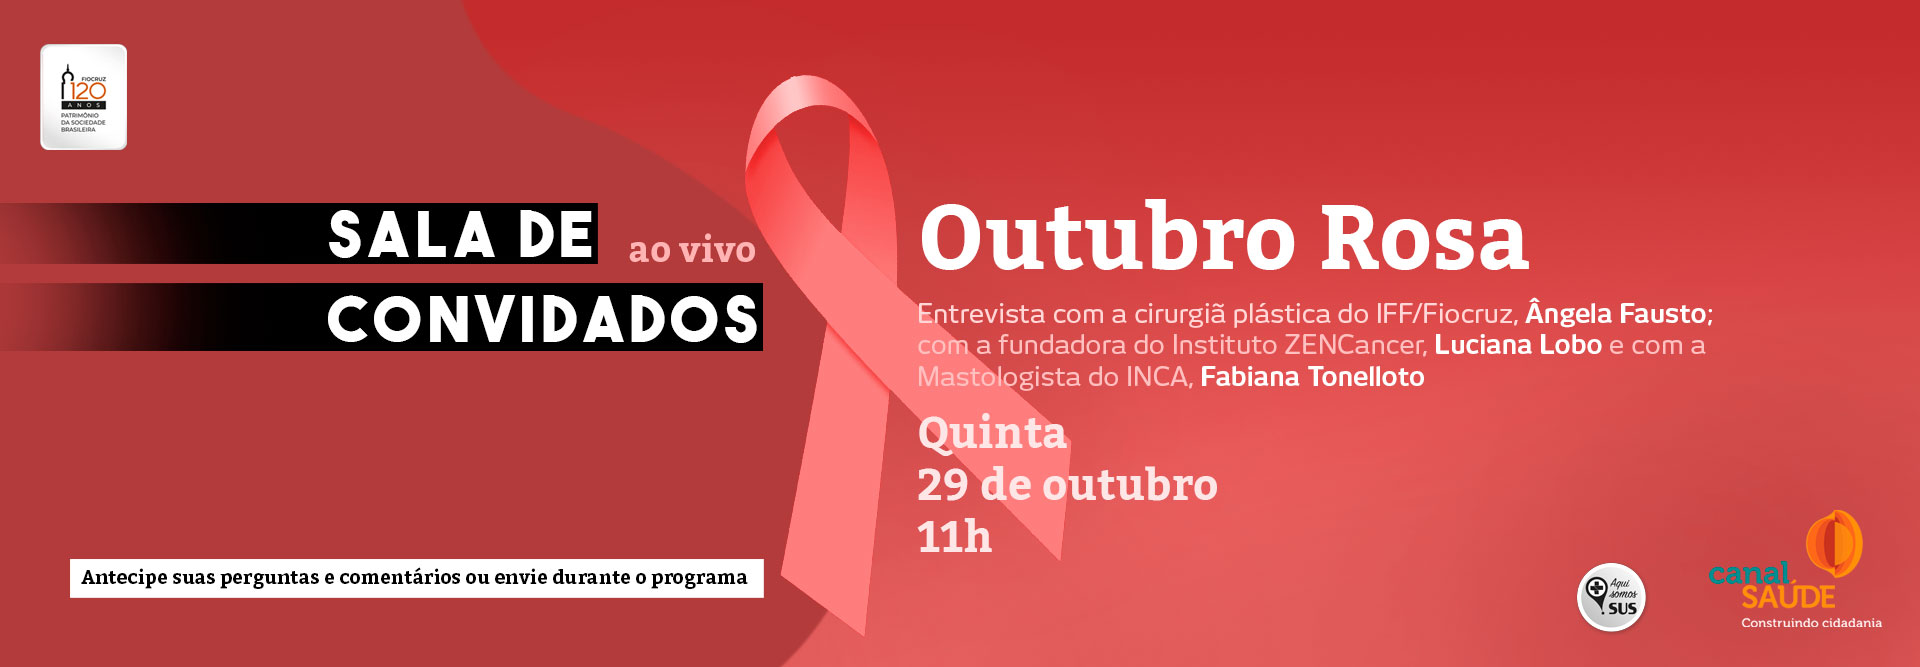 FIOCRUZ
120
ANOS
PATRIMÔNIO
DA SOCIEDADE
BRASILEIRA
SALA DE
ao vivo
CONVIDADOS
Antecipe suas perguntas e comentários ou envie durante o programa
Outubro Rosa
Entrevista com a cirurgiã plástica do IFF/Fiocruz, Ângela Fausto;
com a fundadora do Instituto ZENCancer, Luciana Lobo e com a
Mastologista do INCA, Fabiana Tonelloto
Quinta
29 de outubro
11h
Aqui
somos
SUS
canal
SAÚDE
Construindo cidadania